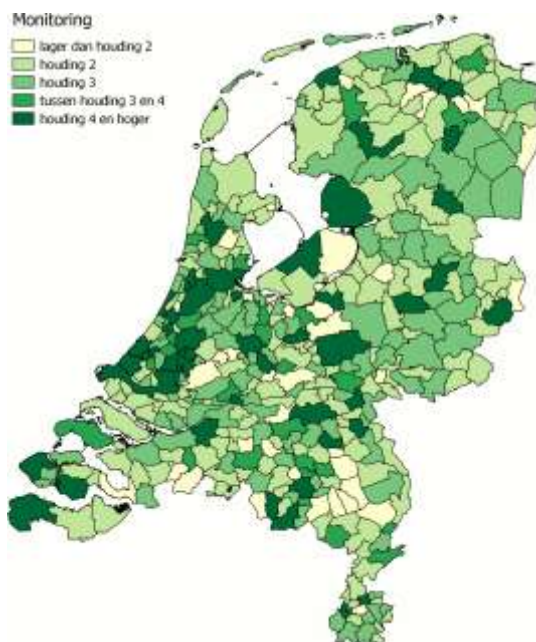 Monitoring
lager dan houding 2
houding 2
houding 3
tussen houding 3 en 4
houding 4 en hoger